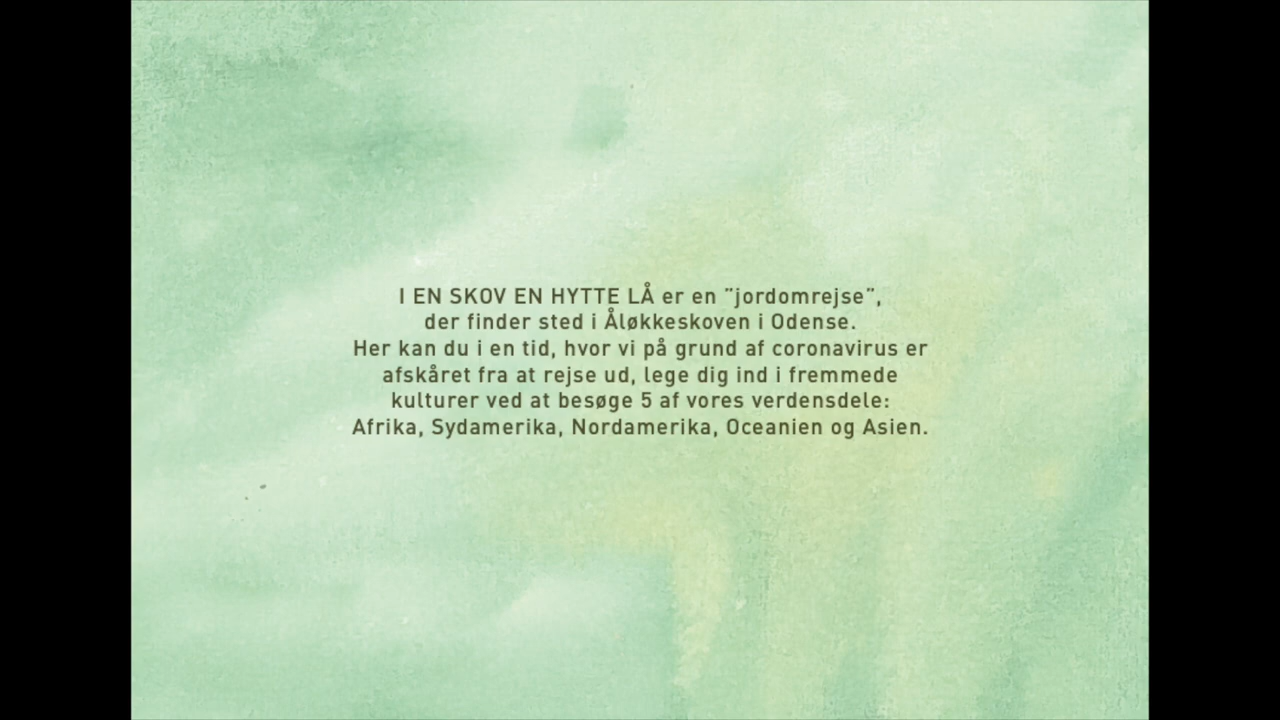 I EN SKOV EN HYTTE LÅ er en ”jordomrejse”,
der finder sted i Åløkkeskoven i Odense.
Her kan du i en tid, hvor vi på grund af coronavirus er
afskåret fra at rejse ud, lege dig ind i fremmede
kulturer ved at besøge 5 af vores verdensdele:
Afrika, Sydamerika, Nordamerika, Oceanien og Asien.